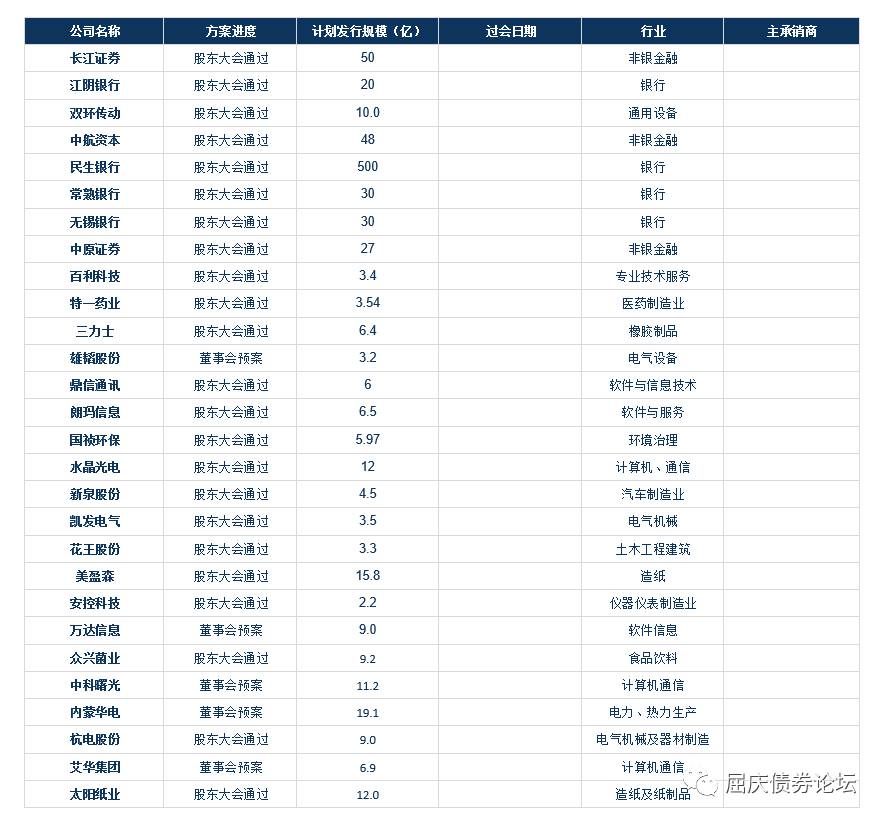 公司名称 方案进度 计划发行规模（亿） 过会日期 行业 主承销商
长江证券 股东大会通过 50 非银金融
江阴银行 股东大会通过 20 银行
双环传动 股东大会通过 10.0 通用设备
中航资本 股东大会通过 48 非银金融
民生银行 股东大会通过 500 银行
常熟银行 股东大会通过 30 银行
无锡银行 股东大会通过 30 银行
中原证券 股东大会通过 27 非银金融
百利科技 股东大会通过 3.4 专业技术服务
特一药业 股东大会通过 3.54 医药制造业
三力士 股东大会通过 6.4 橡胶制品
雄韬股份 董事会预案 3.2 电气设备
鼎信通讯 股东大会通过 6 软件与信息技术
朗玛信息 股东大会通过 6.5 软件与服务
国祯环保 股东大会通过 5.97 环境治理
水晶光电 股东大会通过 12 计算机、通信
新泉股份 股东大会通过 4.5 汽车制造业
凯发电气 股东大会通过 3.5 电气机械
花王股份 股东大会通过 3.3 土木工程建筑
美盈森 股东大会通过 15.8 造纸
安控科技 股东大会通过 2.2 仪器仪表制造业
万达信息 董事会预案 9.0 软件信息
众兴菌业 股东大会通过 9.2 食品饮料
中科曙光 董事会预案 11.2 计算机通信
内蒙华电 董事会预案 19.1 电力、热力生产
杭电股份 股东大会通过 9.0 电气机械及器材制造
艾华集团 董事会预案 6.9 计算机通信
太阳纸业 股东大会通过 12.0 造纸及纸制品
屈庆债券论坛